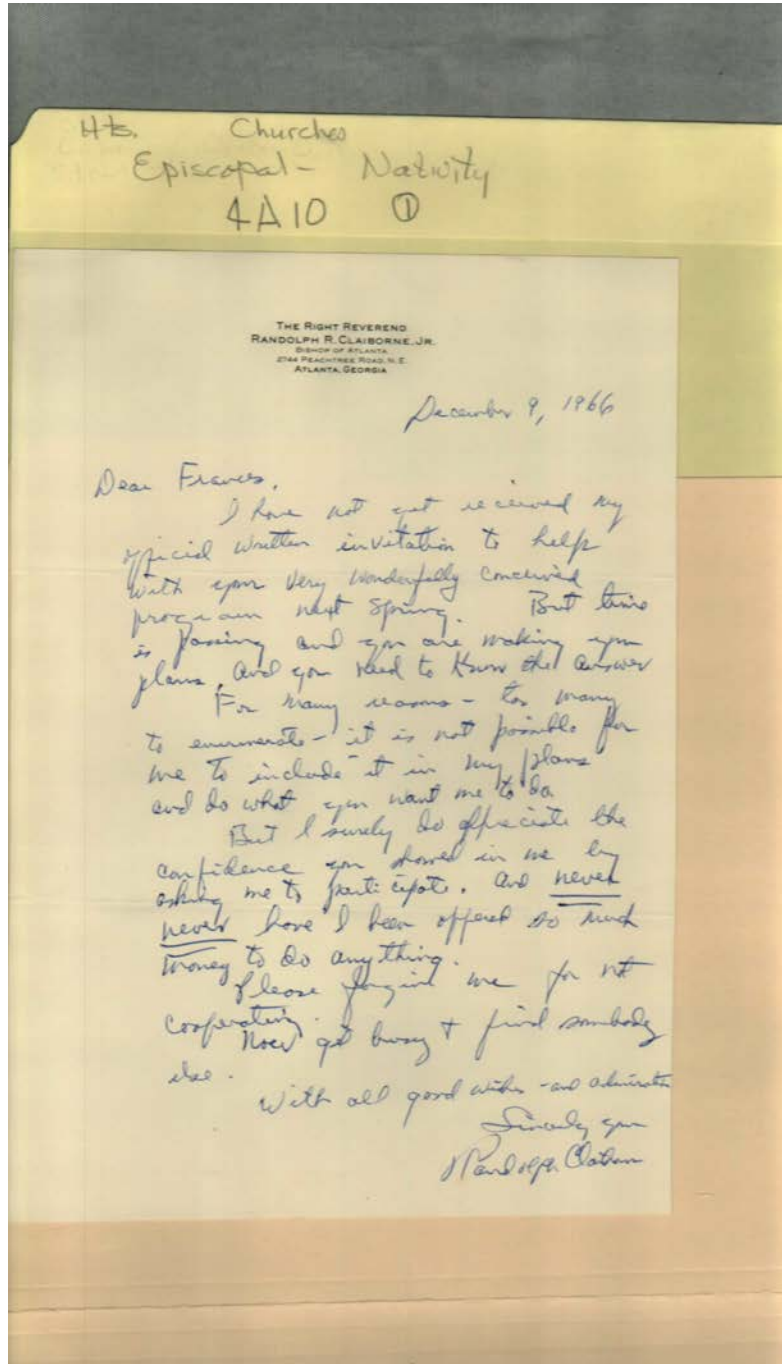 Hts. Churches
Episcopal - Nativity
4A10 ①
THE RIGHT REVEREND
RANDOLPH R. CLAIBORNE, JR.
BISHOP OF ATLANTA
2744 PEACHTREE ROAD, N.E.
ATLANTA, GEORGIA
December 9, 1966
Dear Frances,
I have not yet received my
official written invitation to help
with your very wonderfully conceived
program next Spring. But time
is passing and you are making your
plans, and you need to know the answer
For many reasons - too many
to enumerate - it is not possible for
me to include it in my plans
and do what you want me to do
But I surely do appreciate the
confidence you showed in me by
asking me to participate. And never
never have I been offered so much
money to do anything.
Please forgive me for not
cooperating.
Now get busy + find somebody
else.
With all good wishes - and admiration
Sincerely your
Randolph Claiborne